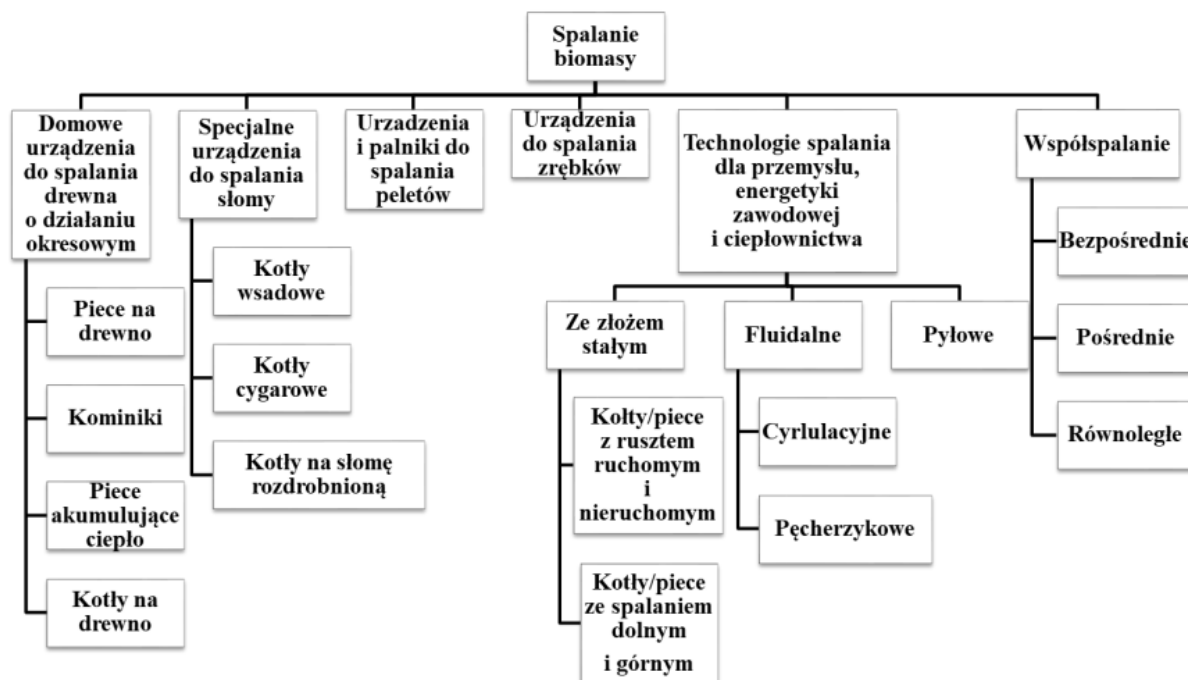 Spalanie
biomasy
Domowe
urządzenia
do spalania
drewna
o działaniu
okresowym
Piece na
drewno
Kominiki
Piece
akumulujące
ciepło
Kotły na
drewno
Specjalne
urządzenia
do spalania
słomy
Kotły
wsadowe
Kotły
cygarowe
Kotły na słomę
rozdrobnioną
Urzadzenia
i palniki do
spalania
peletów
Urządzenia
do spalania
zrębków
Technologie spalania
dla przemysłu,
energetyki
zawodowej
i ciepłownictwa
Ze złożem
stałym
Kołty/piece
z rusztem
ruchomym
i
nieruchomym
Kotły/piece
ze spalaniem
dolnym
i górnym
Fluidalne
Cyrlulacyjne
Pęcherzykowe
Pyłowe
Współspalanie
Bezpośrednie
Pośrednie
Równoległe